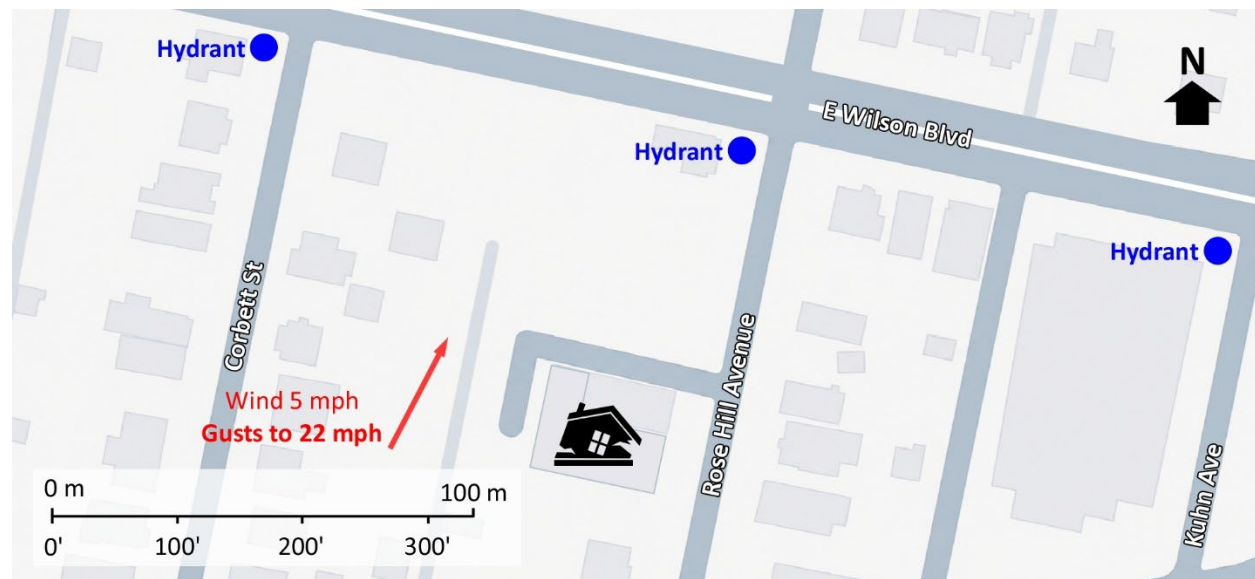 Hydrant
N
E Wilson Blvd
Hydrant
Hydrant
Corbett St
Rose Hill Avenue
Wind 5 mph
Gusts to 22 mph
Kuhn Ave
0 m 100 m
0' 100' 200' 300'